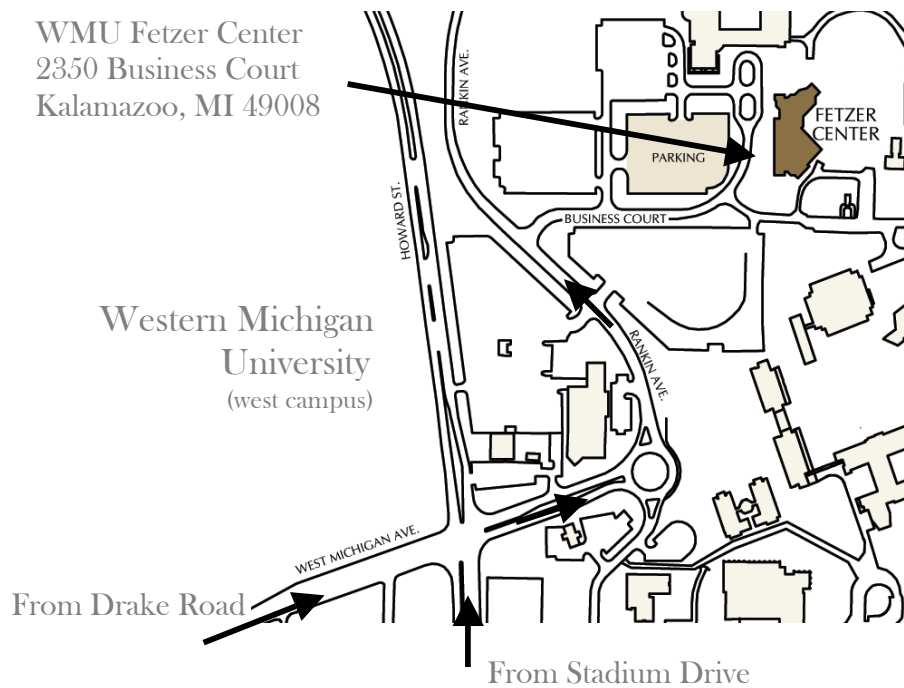 WMU Fetzer Center
2350 Business Court
Kalamazoo, MI 49008
RANKIN AVE.
FETZER
CENTER
PARKING
HOWARD ST.
BUSINESS COURT
Western Michigan
University
(west campus)
RANKIN AVE.
WEST MICHIGAN AVE.
From Drake Road
From Stadium Drive